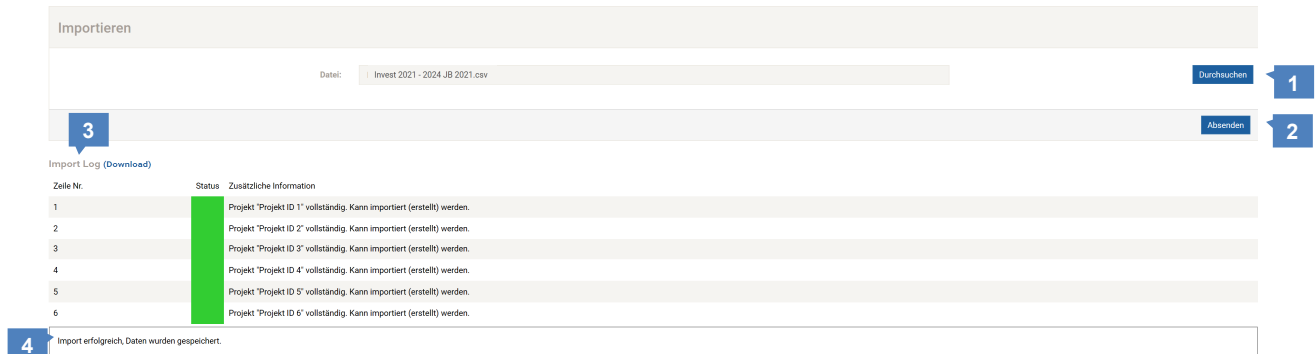 Importieren
Datei: Invest 2021 - 2024 JB 2021.csv Durchsuchen 1
Absenden 2
3
Import Log (Download)
Zeile Nr. Status Zusätzliche Information
1 Projekt "Projekt ID 1" vollständig. Kann importiert (erstellt) werden.
2 Projekt "Projekt ID 2" vollständig. Kann importiert (erstellt) werden.
3 Projekt "Projekt ID 3" vollständig. Kann importiert (erstellt) werden.
4 Projekt "Projekt ID 4" vollständig. Kann importiert (erstellt) werden.
5 Projekt "Projekt ID 5" vollständig. Kann importiert (erstellt) werden.
6 Projekt "Projekt ID 6" vollständig. Kann importiert (erstellt) werden.
4 Import erfolgreich, Daten wurden gespeichert.